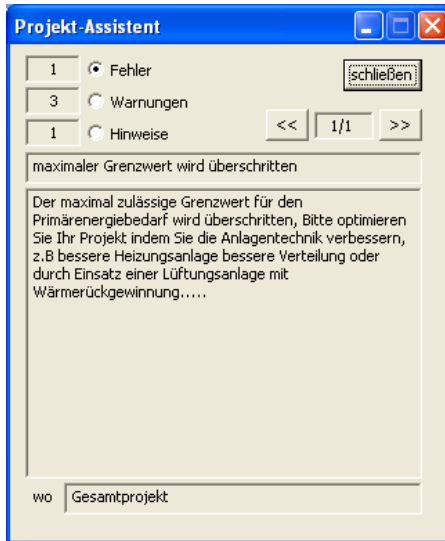 Projekt-Assistent
1 Fehler
schließen
3 Warnungen
1 Hinweise
<< 1/1 >>
maximaler Grenzwert wird überschritten
Der maximal zulässige Grenzwert für den
Primärenergiebedarf wird überschritten, Bitte optimieren
Sie Ihr Projekt indem Sie die Anlagentechnik verbessern,
z.B bessere Heizungsanlage bessere Verteilung oder
durch Einsatz einer Lüftungsanlage mit
Wärmerückgewinnung.....
wo Gesamtprojekt